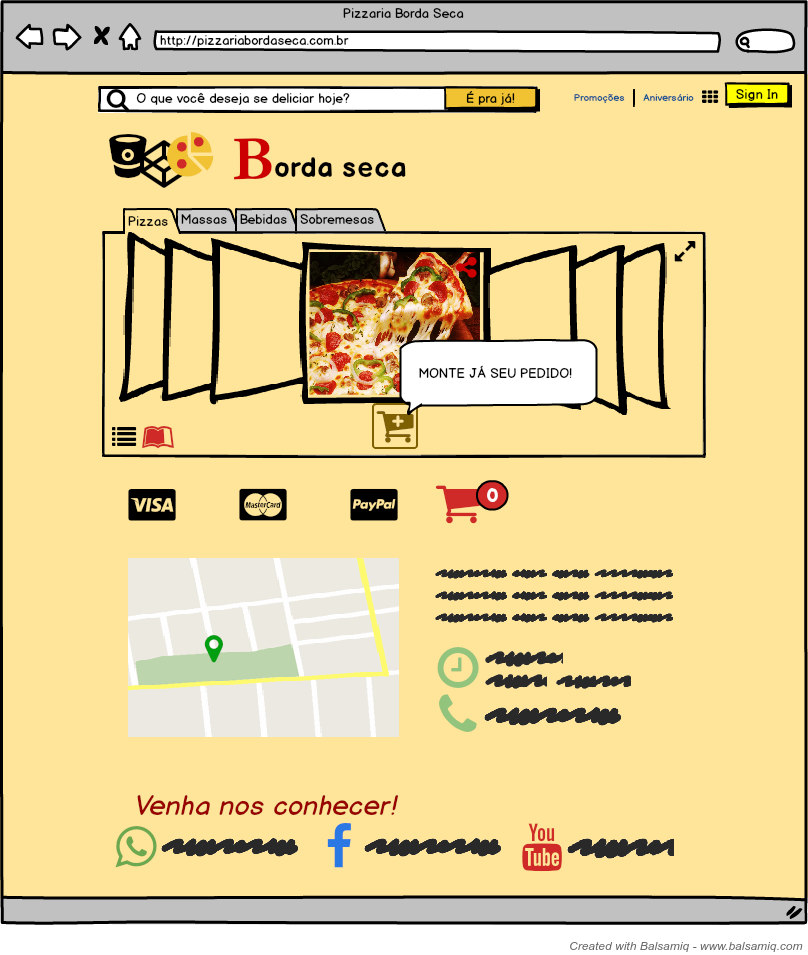 Pizzaria Borda Seca
http://pizzariabordaseca.com.br
O que você deseja se deliciar hoje?
É pra já!
Promoções
Aniversário
Sign In
Borda seca
Pizzas
Massas
Bebidas
Sobremesas
MONTE JÁ SEU PEDIDO!
VISA
MasterCard
PayPal
0
Venha nos conhecer!
You
Tube
Created with Balsamiq - www.balsamiq.com